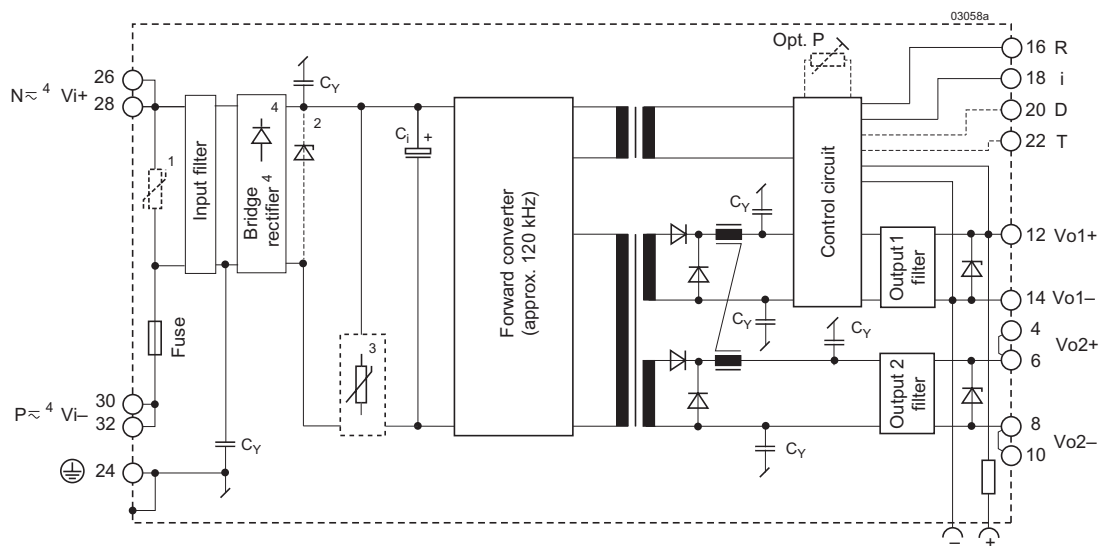 03058a
Opt. P
16 R
18 i
20 D
22 T
26
N≂ 4 Vi+
28
CY
4
2
1
Ci +
Input filter
Bridge rectifier 4
Forward converter
(approx. 120 kHz)
Control circuit
CY
12 Vo1+
Output 1
filter
14 Vo1–
CY
CY
4
Vo2+
6
Fuse
3
Output 2
filter
30
P≂ 4 Vi–
32
8
Vo2–
10
CY
CY
24
– +